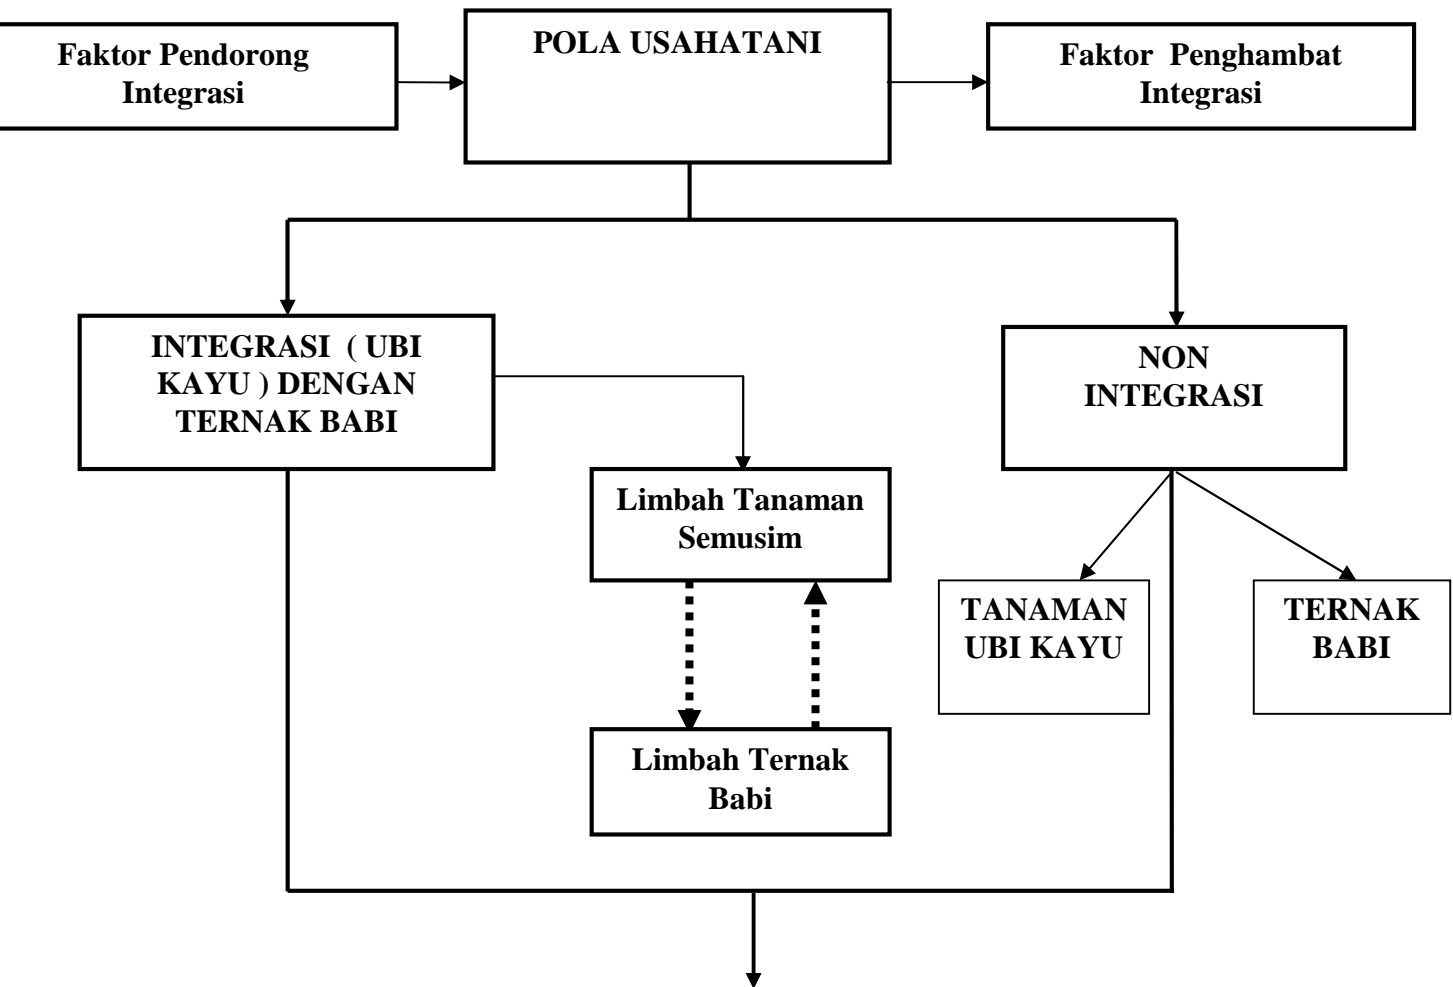 Faktor Pendorong
Integrasi
POLA USAHATANI
Faktor Penghambat
Integrasi
INTEGRASI ( UBI
KAYU ) DENGAN
TERNAK BABI
NON
INTEGRASI
Limbah Tanaman
Semusim
TANAMAN
UBI KAYU
TERNAK
BABI
Limbah Ternak
Babi